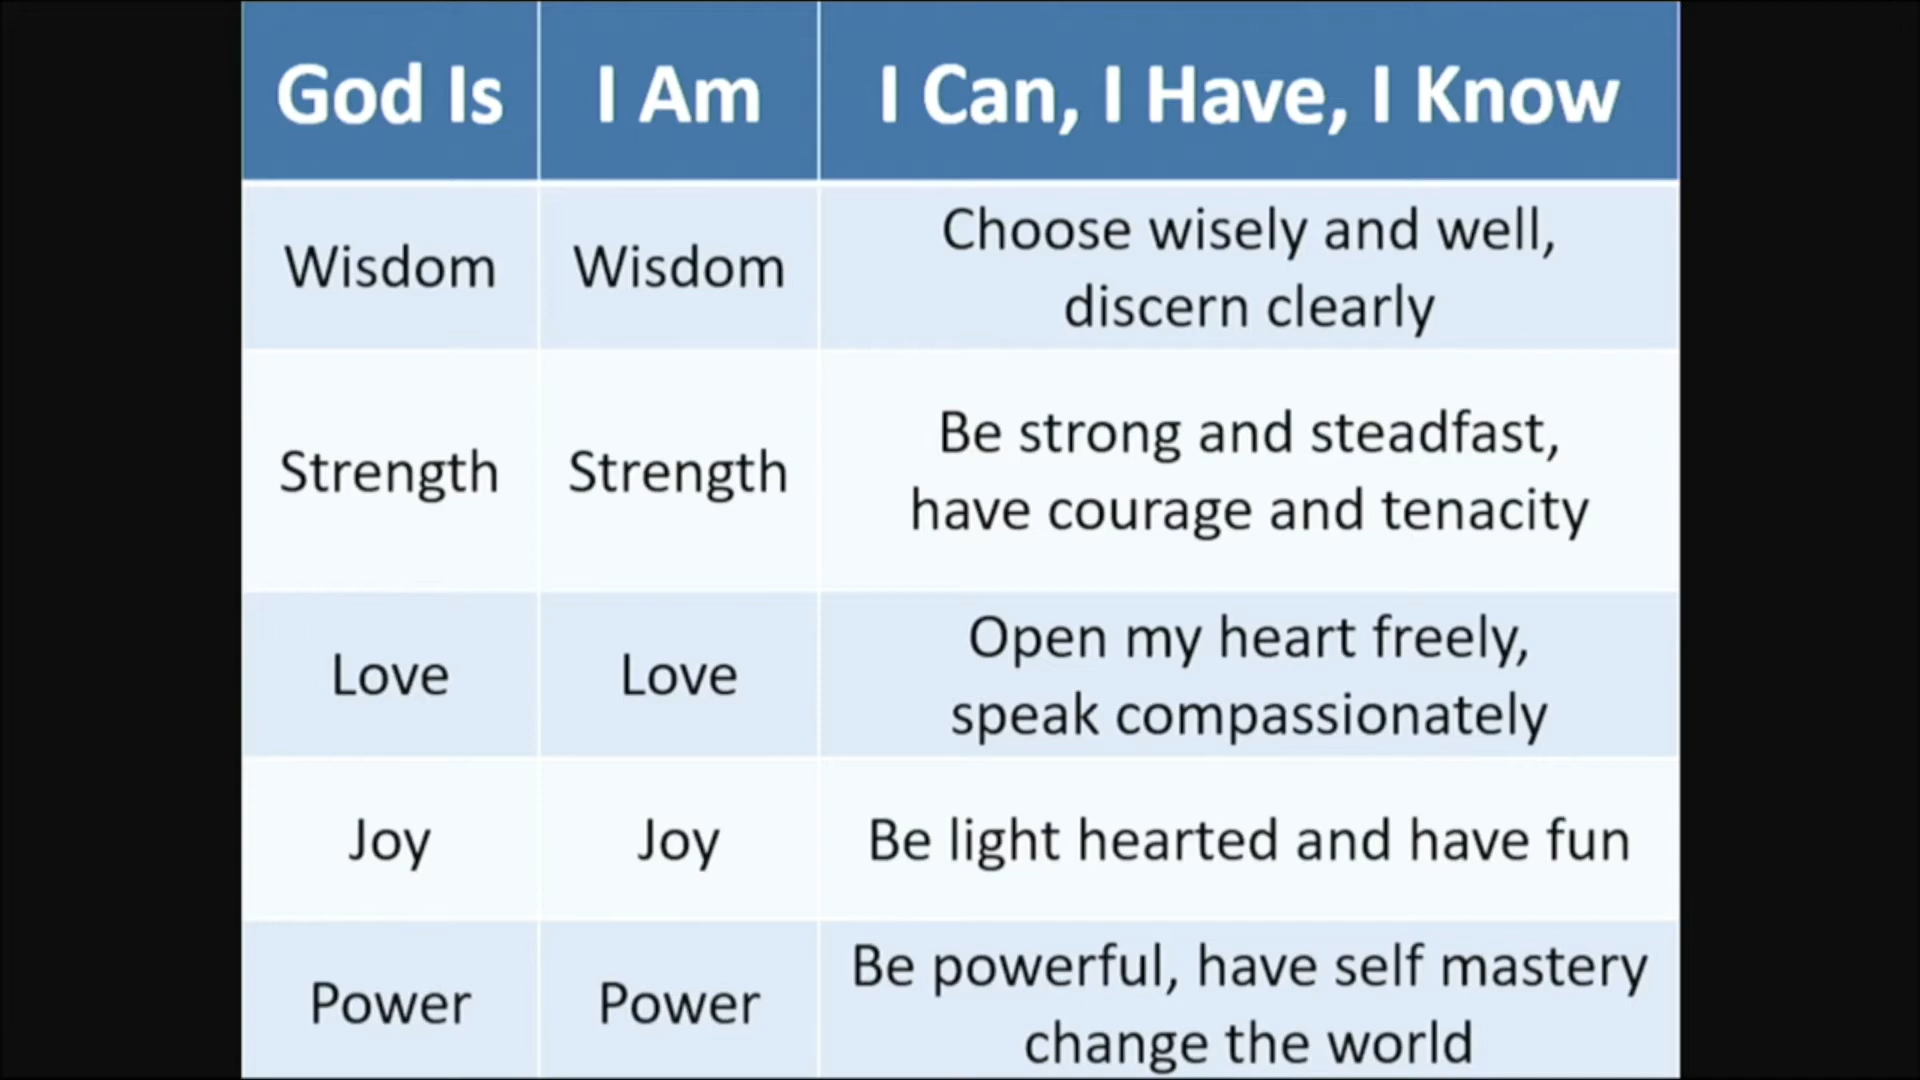 God Is I Am I Can, I Have, I Know
Wisdom Wisdom Choose wisely and well,
discern clearly
Strength Strength Be strong and steadfast,
have courage and tenacity
Love Love Open my heart freely,
speak compassionately
Joy Joy Be light hearted and have fun
Power Power Be powerful, have self mastery
change the world